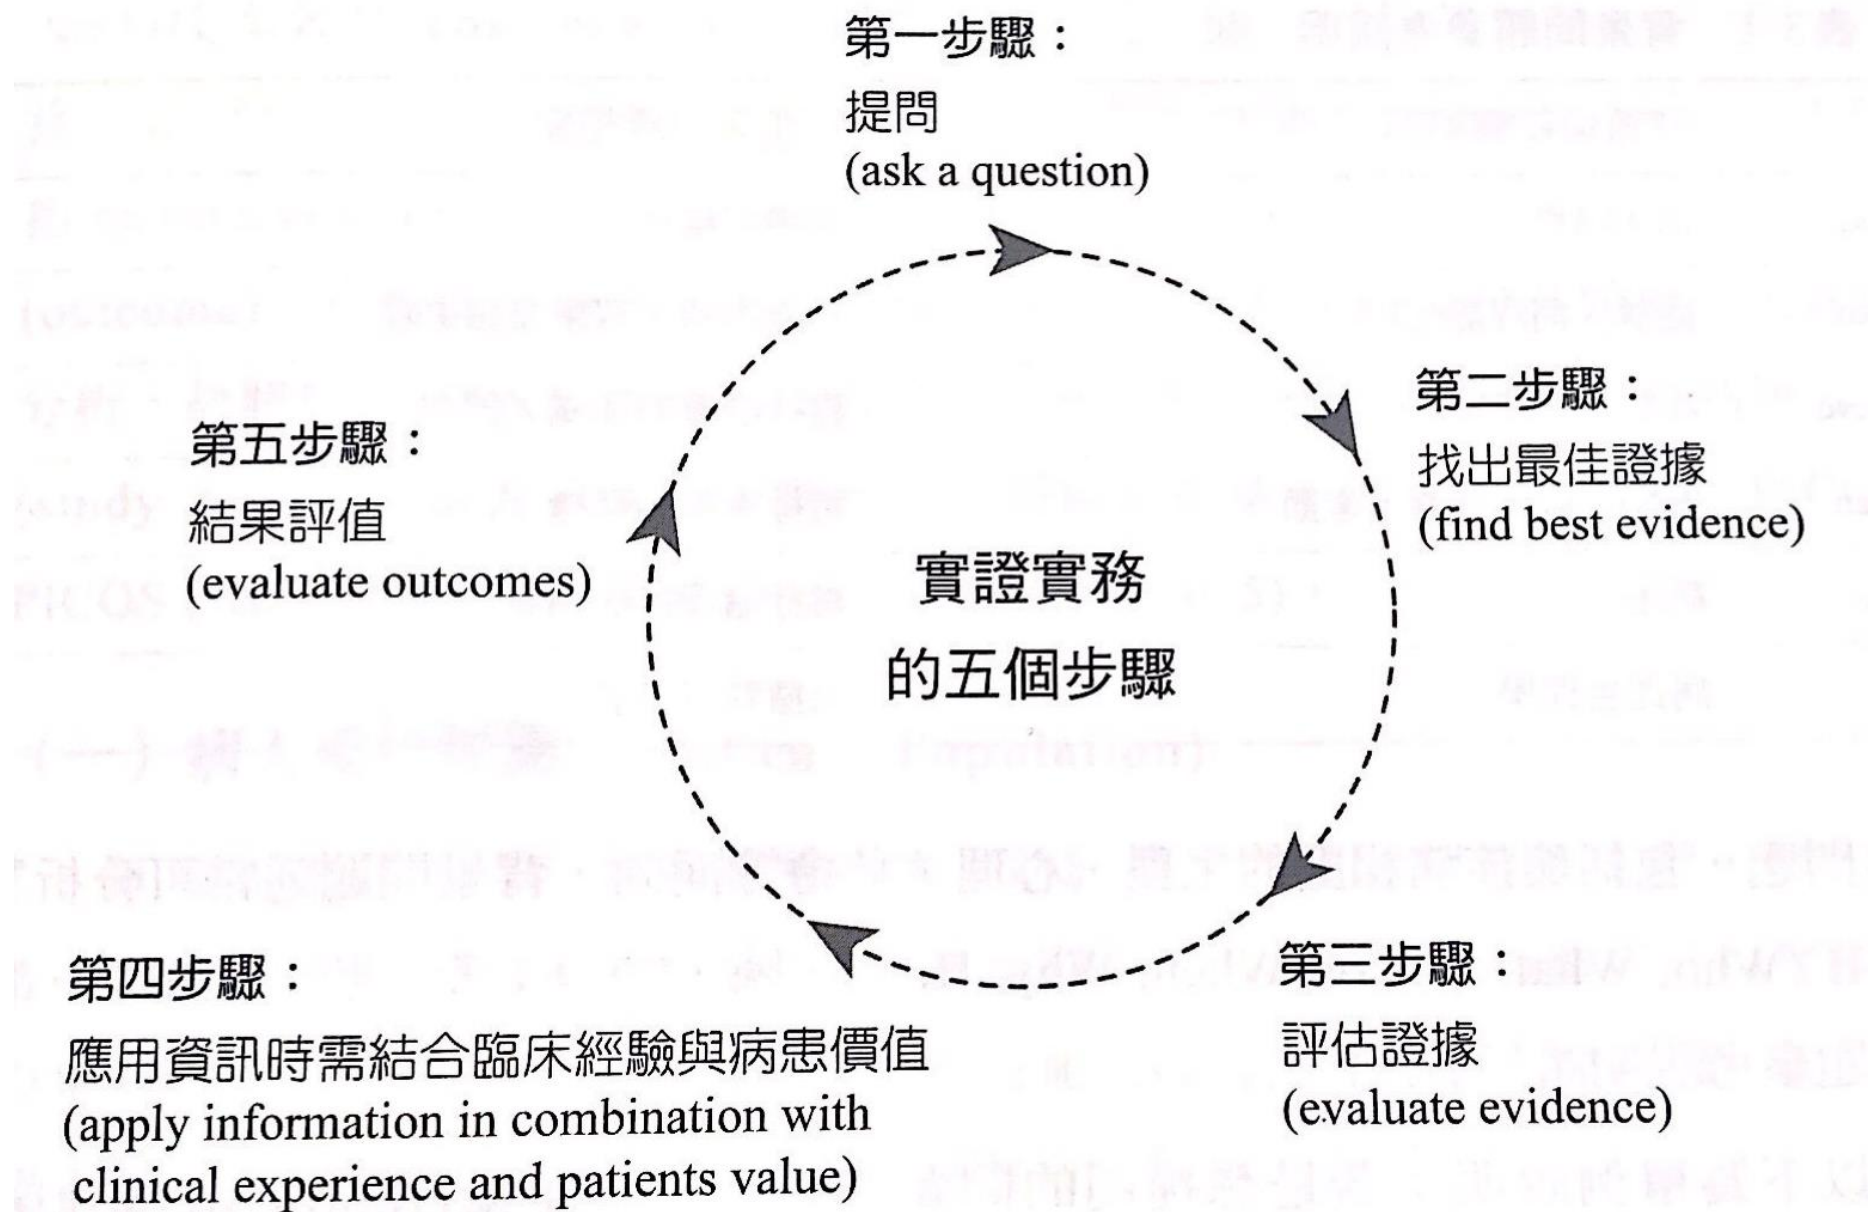 第一步驟：
提問
(ask a question)
第二步驟：
找出最佳證據
(find best evidence)
第五步驟：
結果評值
(evaluate outcomes)
實證實務
的五個步驟
第三步驟：
評估證據
(evaluate evidence)
第四步驟：
應用資訊時需結合臨床經驗與病患價值
(apply information in combination with
clinical experience and patients value)